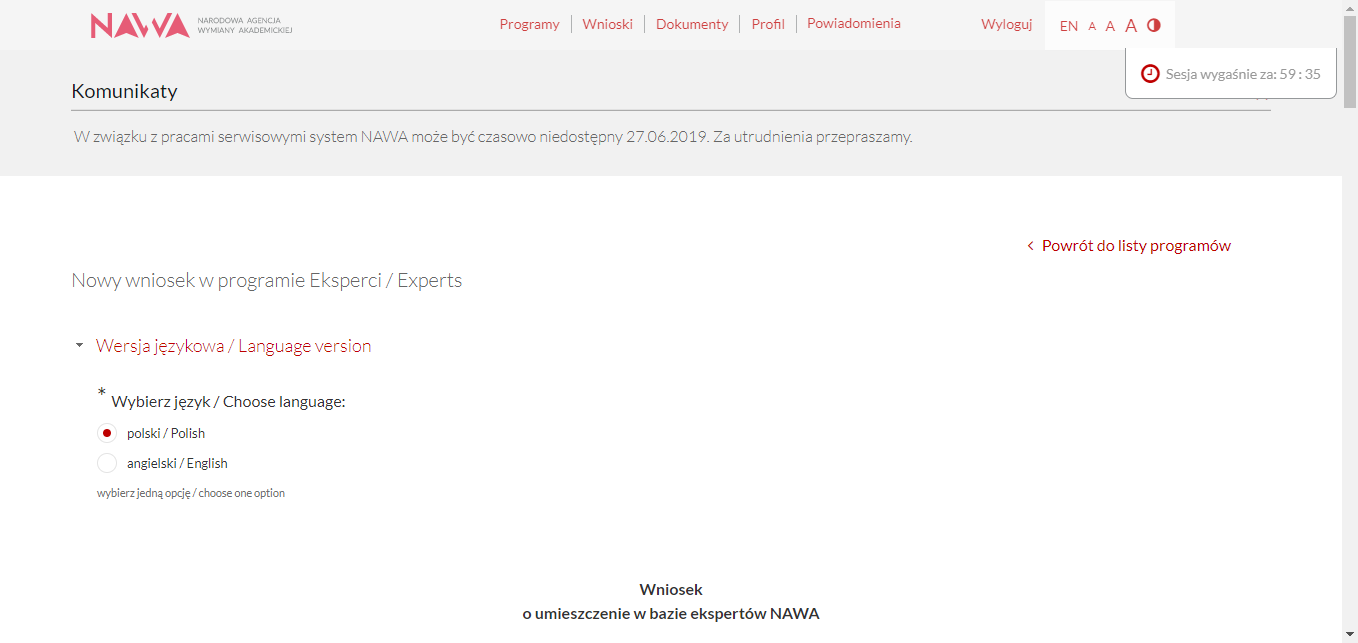 NAWA NARODOWA AGENCJA
WYMIANY AKADEMICKIEJ
Programy Wnioski Dokumenty Profil Powiadomienia Wyloguj EN A A A
Sesja wygaśnie za: 59 : 35
Komunikaty
W związku z pracami serwisowymi system NAWA może być czasowo niedostępny 27.06.2019. Za utrudnienia przepraszamy.
Powrót do listy programów
Nowy wniosek w programie Eksperci / Experts
Wersja językowa / Language version
* Wybierz język / Choose language:
polski / Polish
angielski / English
wybierz jedną opcję / choose one option
Wniosek
o umieszczenie w bazie ekspertów NAWA